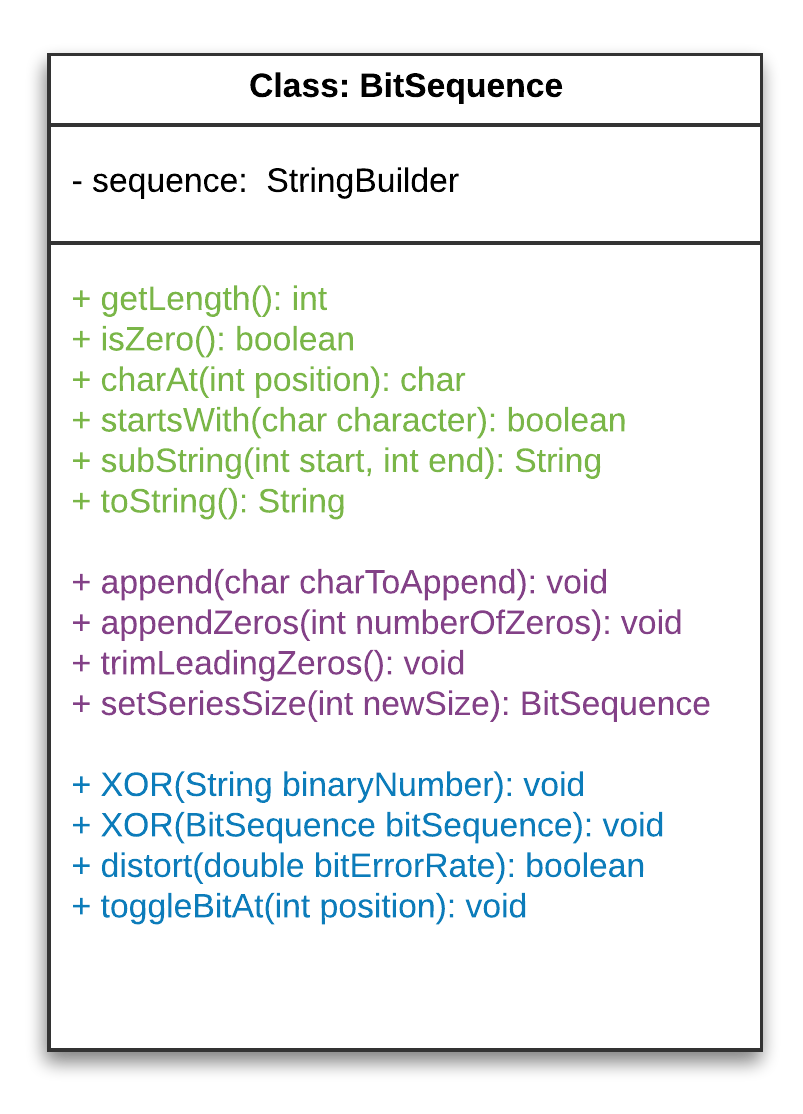 Class: BitSequence
- sequence:  StringBuilder
+ getLength(): int
+ isZero(): boolean
+ charAt(int position): char
+ startsWith(char character): boolean
+ subString(int start, int end): String
+ toString(): String
+ append(char charToAppend): void
+ appendZeros(int numberOfZeros): void
+ trimLeadingZeros(): void
+ setSeriesSize(int newSize): BitSequence
+ XOR(String binaryNumber): void
+ XOR(BitSequence bitSequence): void
+ distort(double bitErrorRate): boolean
+ toggleBitAt(int position): void